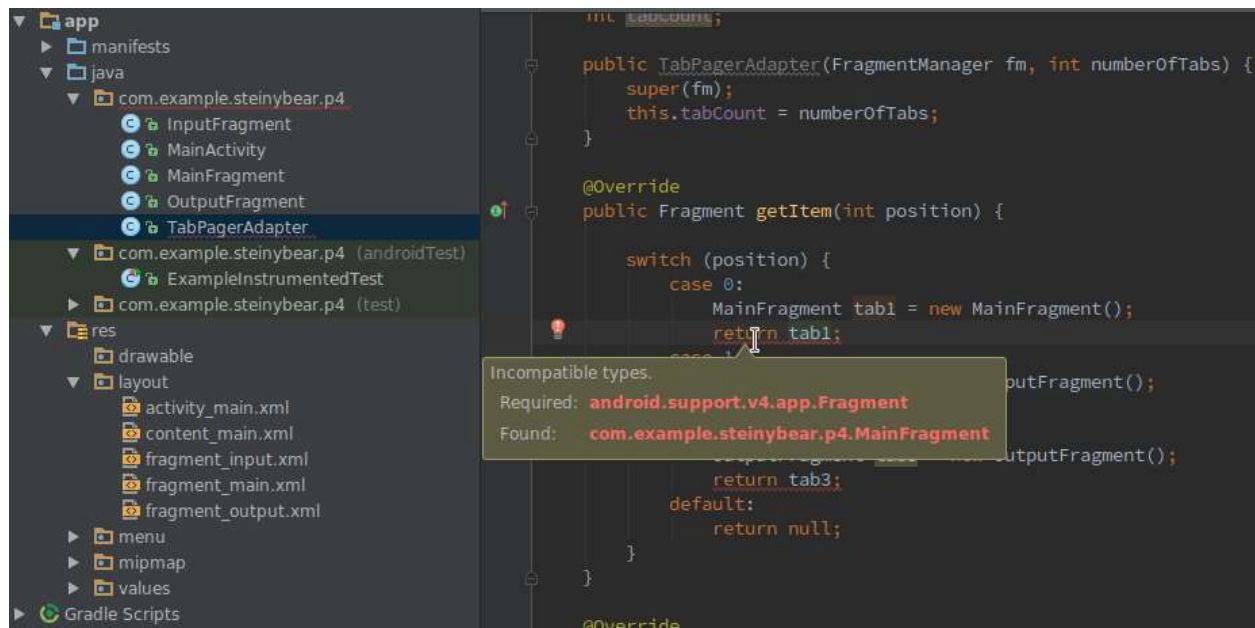 app
manifests
java
com.example.steinybear.p4
InputFragment
MainActivity
MainFragment
OutputFragment
TabPagerAdapter
com.example.steinybear.p4 (androidTest)
ExampleInstrumentedTest
com.example.steinybear.p4 (test)
res
drawable
layout
activity_main.xml
content_main.xml
fragment_input.xml
fragment_main.xml
fragment_output.xml
menu
mipmap
values
Gradle Scripts
int tabCount;
public TabPagerAdapter(FragmentManager fm, int numberOfTabs) {
super(fm);
this.tabCount = numberOfTabs;
}
@Override
public Fragment getItem(int position) {
switch (position) {
case 0:
MainFragment tab1 = new MainFragment();
return tab1;
Incompatible types.
Required: android.support.v4.app.Fragment
Found: com.example.steinybear.p4.MainFragment
putFragment();
utputFragment();
return tab3;
default:
return null;
}
}
@Override